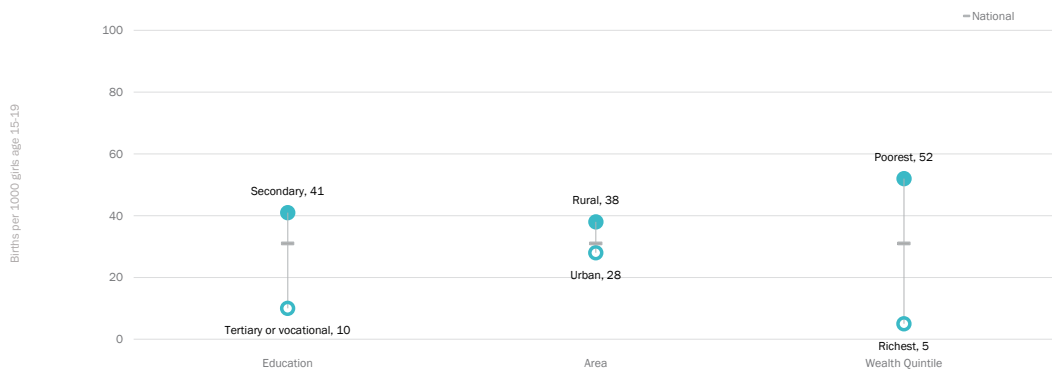 National
Births per 1000 girls age 15-19
100
80
60
40
20
0
Secondary, 41
Tertiary or vocational, 10
Rural, 38
Urban, 28
Poorest, 52
Richest, 5
Education
Area
Wealth Quintile